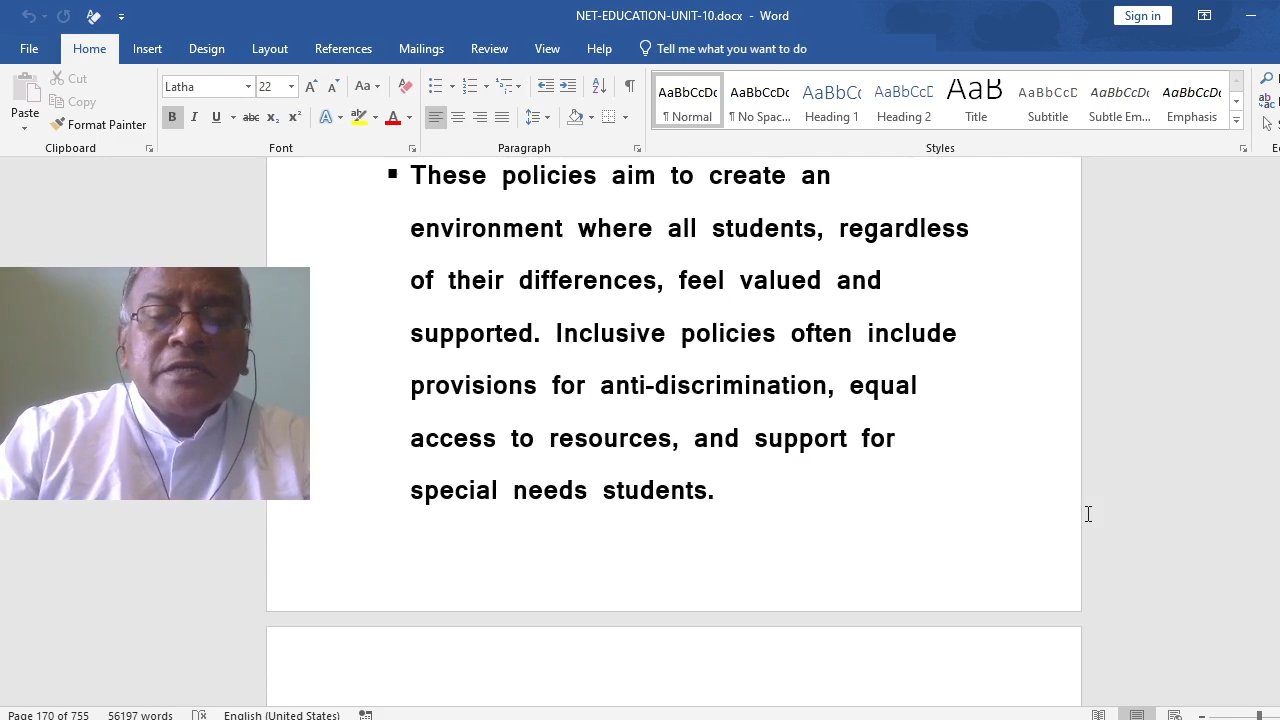 NET-EDUCATION-UNIT-10.docx - Word
Sign in
File Home Insert Design Layout References Mailings Review View Help Tell me what you want to do
Paste
Cut
Copy
Format Painter
Clipboard
Latha 22
Font
Paragraph
AaBbCcDc AaBbCcDc AaBbCc AaBbCcD AaB AaBbCcD AaBbCcDc AaBbCcDc
¶ Normal ¶ No Spac... Heading 1 Heading 2 Title Subtitle Subtle Em... Emphasis
Styles
▪ These policies aim to create an
environment where all students, regardless
of their differences, feel valued and
supported. Inclusive policies often include
provisions for anti-discrimination, equal
access to resources, and support for
special needs students.
Page 170 of 755 56197 words English (United States)